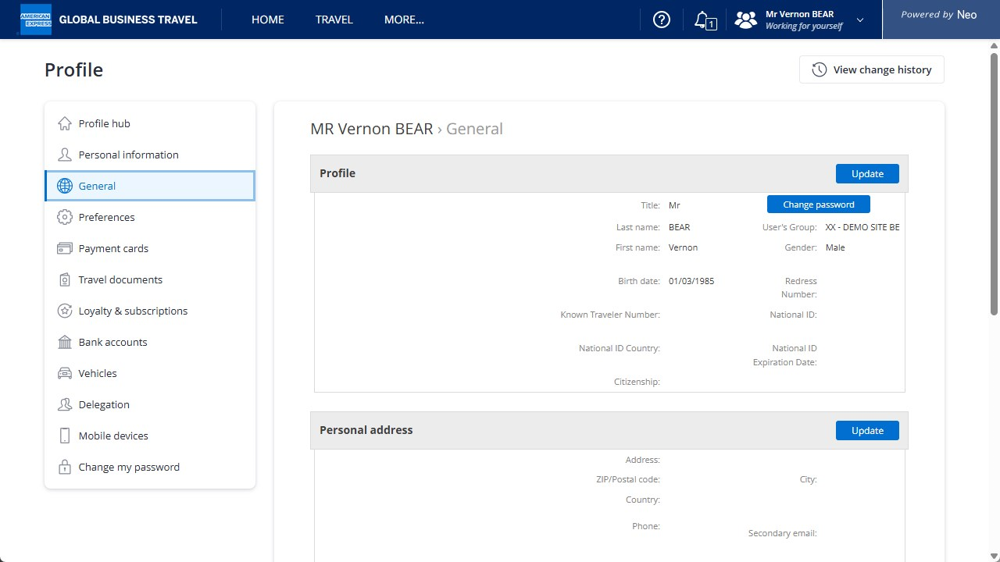 AMERICAN EXPRESS
GLOBAL BUSINESS TRAVEL
HOME
TRAVEL
MORE...
1
Mr Vernon BEAR
Working for yourself
Powered by Neo
Profile
View change history
Profile hub
Personal information
General
Preferences
Payment cards
Travel documents
Loyalty & subscriptions
Bank accounts
Vehicles
Delegation
Mobile devices
Change my password
MR Vernon BEAR › General
Profile
Update
Title: Mr
Change password
Last name: BEAR
User's Group: XX - DEMO SITE BE
First name: Vernon
Gender: Male
Birth date: 01/03/1985
Redress
Number:
Known Traveler Number:
National ID:
National ID Country:
National ID
Expiration Date:
Citizenship:
Personal address
Update
Address:
ZIP/Postal code:
City:
Country:
Phone:
Secondary email: